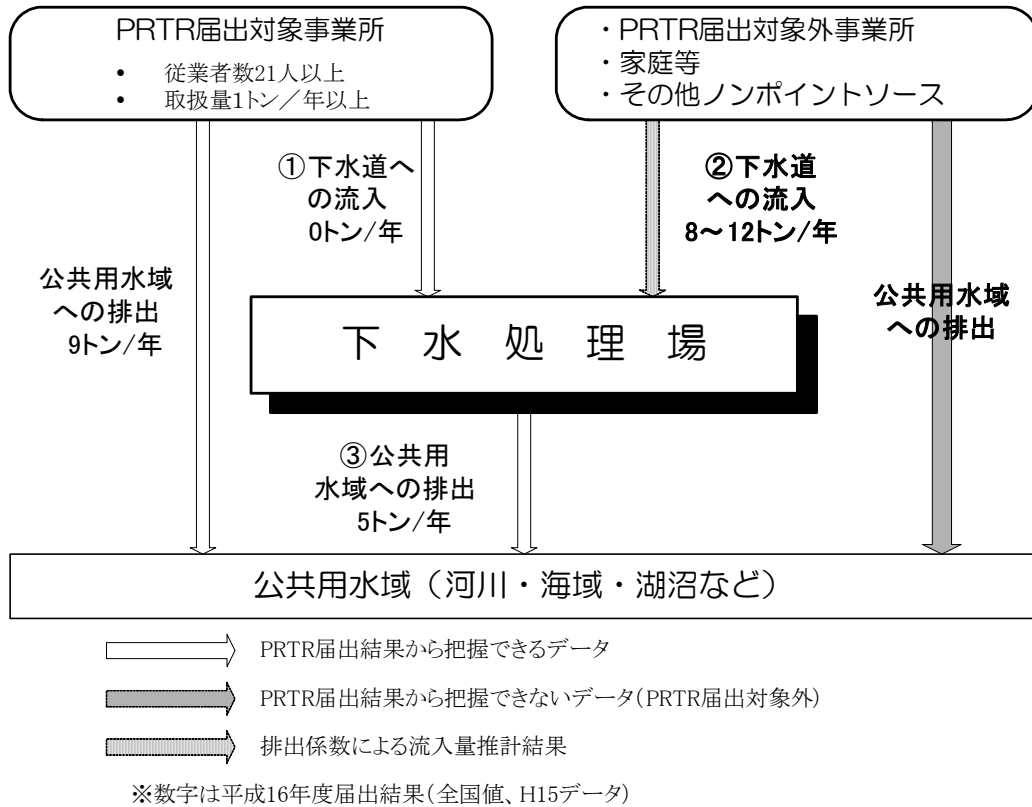 PRTR届出対象事業所
• 従業者数21人以上
• 取扱量1トン／年以上
・PRTR届出対象外事業所
・家庭等
・その他ノンポイントソース
①下水道へ
の流入
0トン/年
②下水道
への流入
8～12トン/年
公共用水域
への排出
9トン/年
公共用水域
への排出
下水処理場
③公共用
水域への排出
5トン/年
公共用水域（河川・海域・湖沼など）
PRTR届出結果から把握できるデータ
PRTR届出結果から把握できないデータ(PRTR届出対象外)
排出係数による流入量推計結果
※数字は平成16年度届出結果(全国値、H15データ)